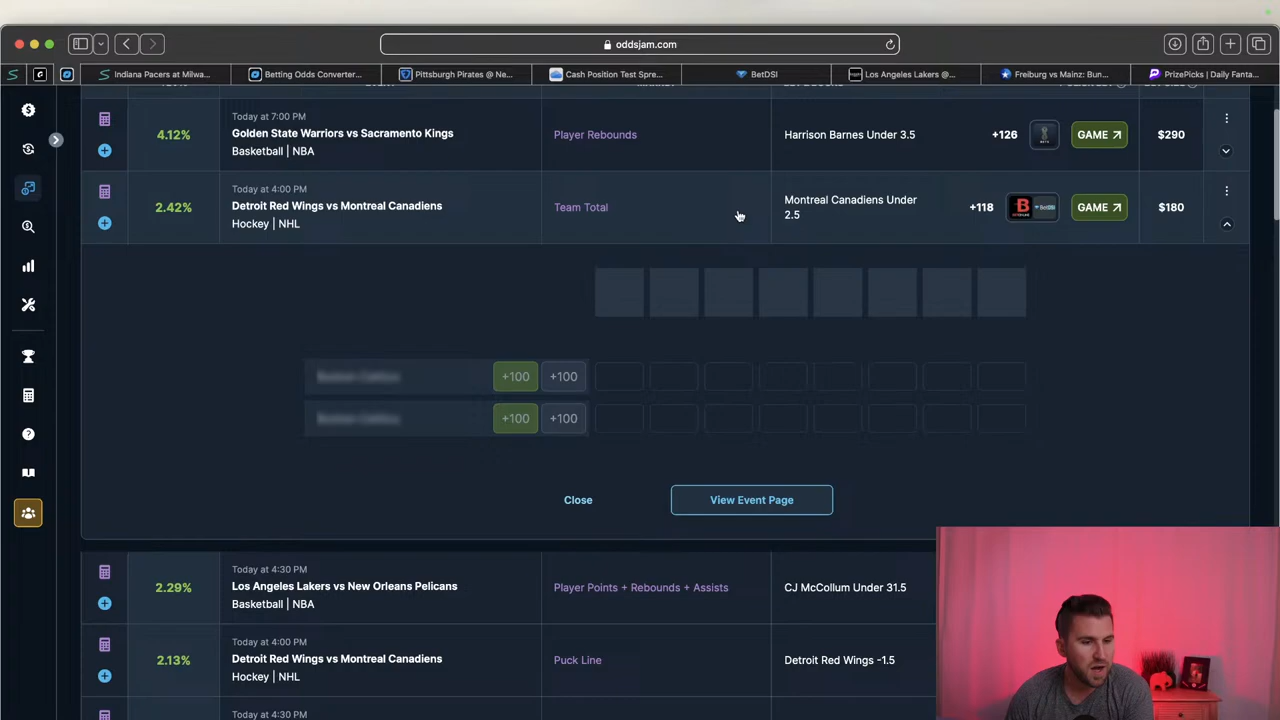 oddsjam.com
Indiana Pacers at Milwa...
Betting Odds Converter...
Pittsburgh Pirates @ Ne...
Cash Position Test Spre...
BetDSI
Los Angeles Lakers @...
Freiburg vs Mainz: Bun...
PrizePicks | Daily Fanta...
4.12%
Today at 7:00 PM
Golden State Warriors vs Sacramento Kings
Basketball | NBA
Player Rebounds
Harrison Barnes Under 3.5
+126
GAME
$290
2.42%
Today at 4:00 PM
Detroit Red Wings vs Montreal Canadiens
Hockey | NHL
Team Total
Montreal Canadiens Under
2.5
+118
GAME
$180
+100 +100
+100 +100
Close
View Event Page
2.29%
Today at 4:30 PM
Los Angeles Lakers vs New Orleans Pelicans
Basketball | NBA
Player Points + Rebounds + Assists
CJ McCollum Under 31.5
2.13%
Today at 4:00 PM
Detroit Red Wings vs Montreal Canadiens
Hockey | NHL
Puck Line
Detroit Red Wings -1.5
Today at 4:30 PM